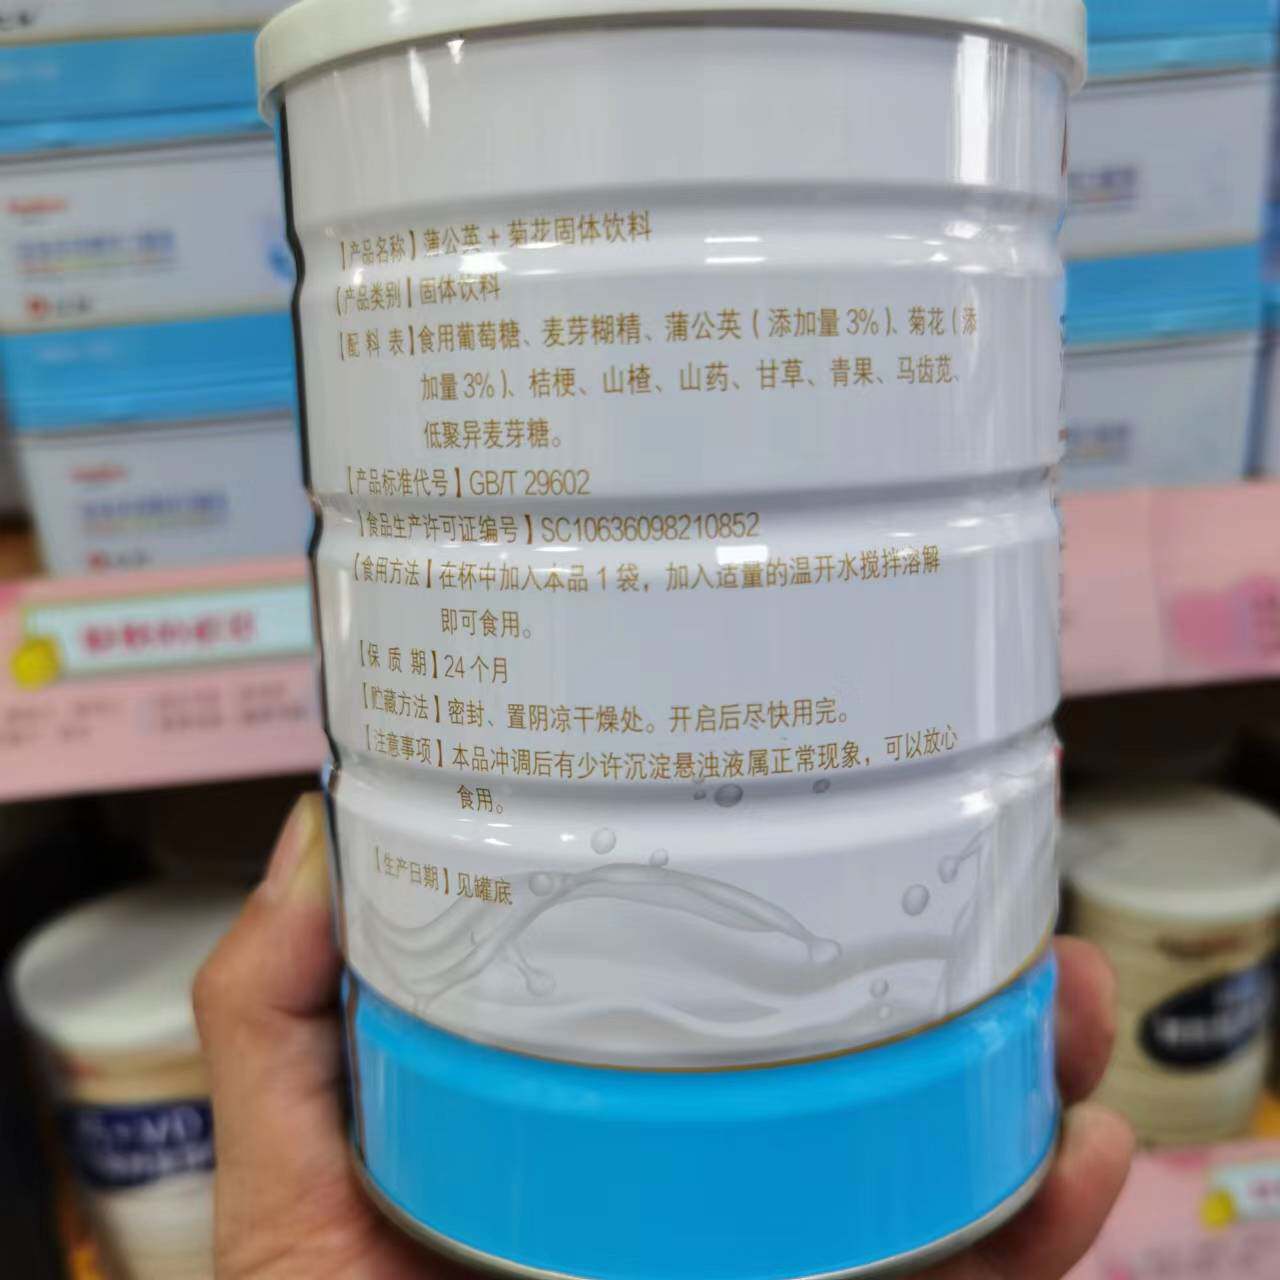 【产品名称】蒲公英+菊花固体饮料
【产品类别】固体饮料
【配 料 表】食用葡萄糖、麦芽糊精、蒲公英(添加量3%)、菊花(添
加量3%)、桔梗、山楂、山药、甘草、青果、马齿苋、
低聚异麦芽糖。
【产品标准代号】GB/T 29602
【食品生产许可证编号】SC10636098210852
【食用方法】在杯中加入本品1袋,加入适量的温开水搅拌溶解
即可食用。
【保 质 期】24个月
【贮藏方法】密封、置阴凉干燥处。开启后尽快用完。
【注意事项】本品冲调后有少许沉淀悬浊液属正常现象,可以放心
食用。
【生产日期】见罐底